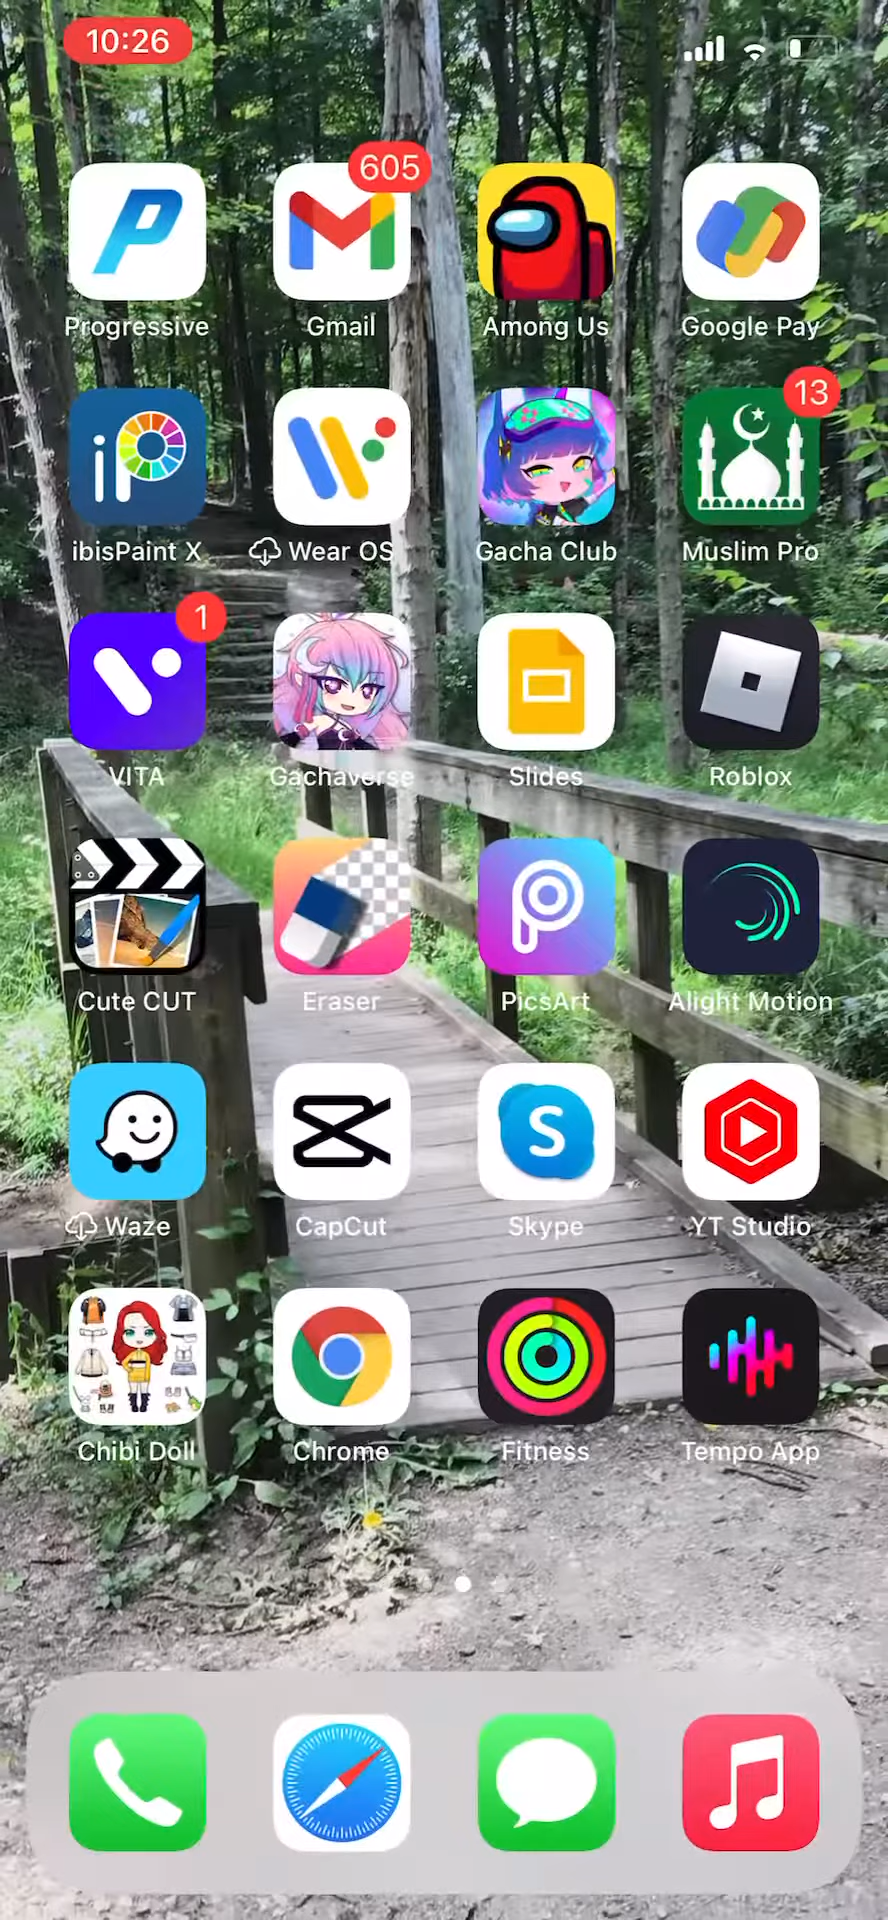 10:26
605
Progressive
Gmail
Among Us
Google Pay
13
ibisPaint X
Wear OS
Gacha Club
Muslim Pro
1
VITA
Gachaverse
Slides
Roblox
Cute CUT
Eraser
PicsArt
Alight Motion
S
Waze
CapCut
Skype
YT Studio
Chibi Doll
Chrome
Fitness
Tempo App